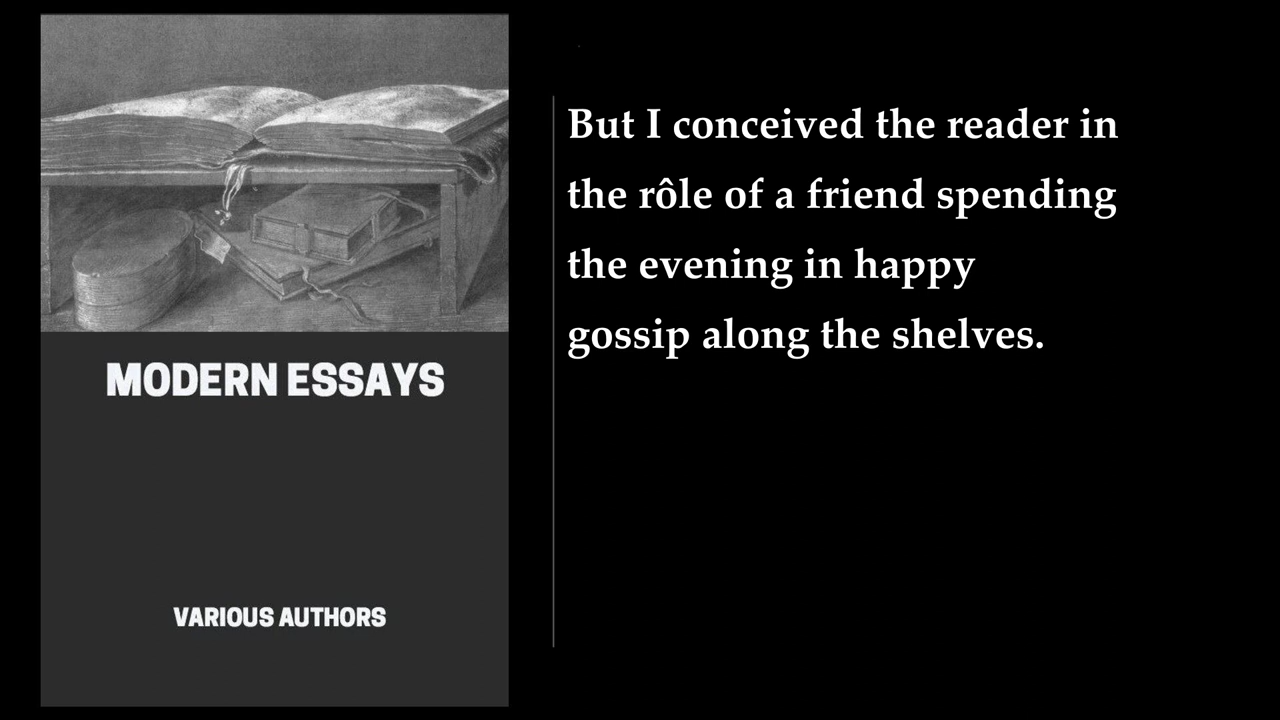 MODERN ESSAYS
VARIOUS AUTHORS
But I conceived the reader in
the rôle of a friend spending
the evening in happy
gossip along the shelves.